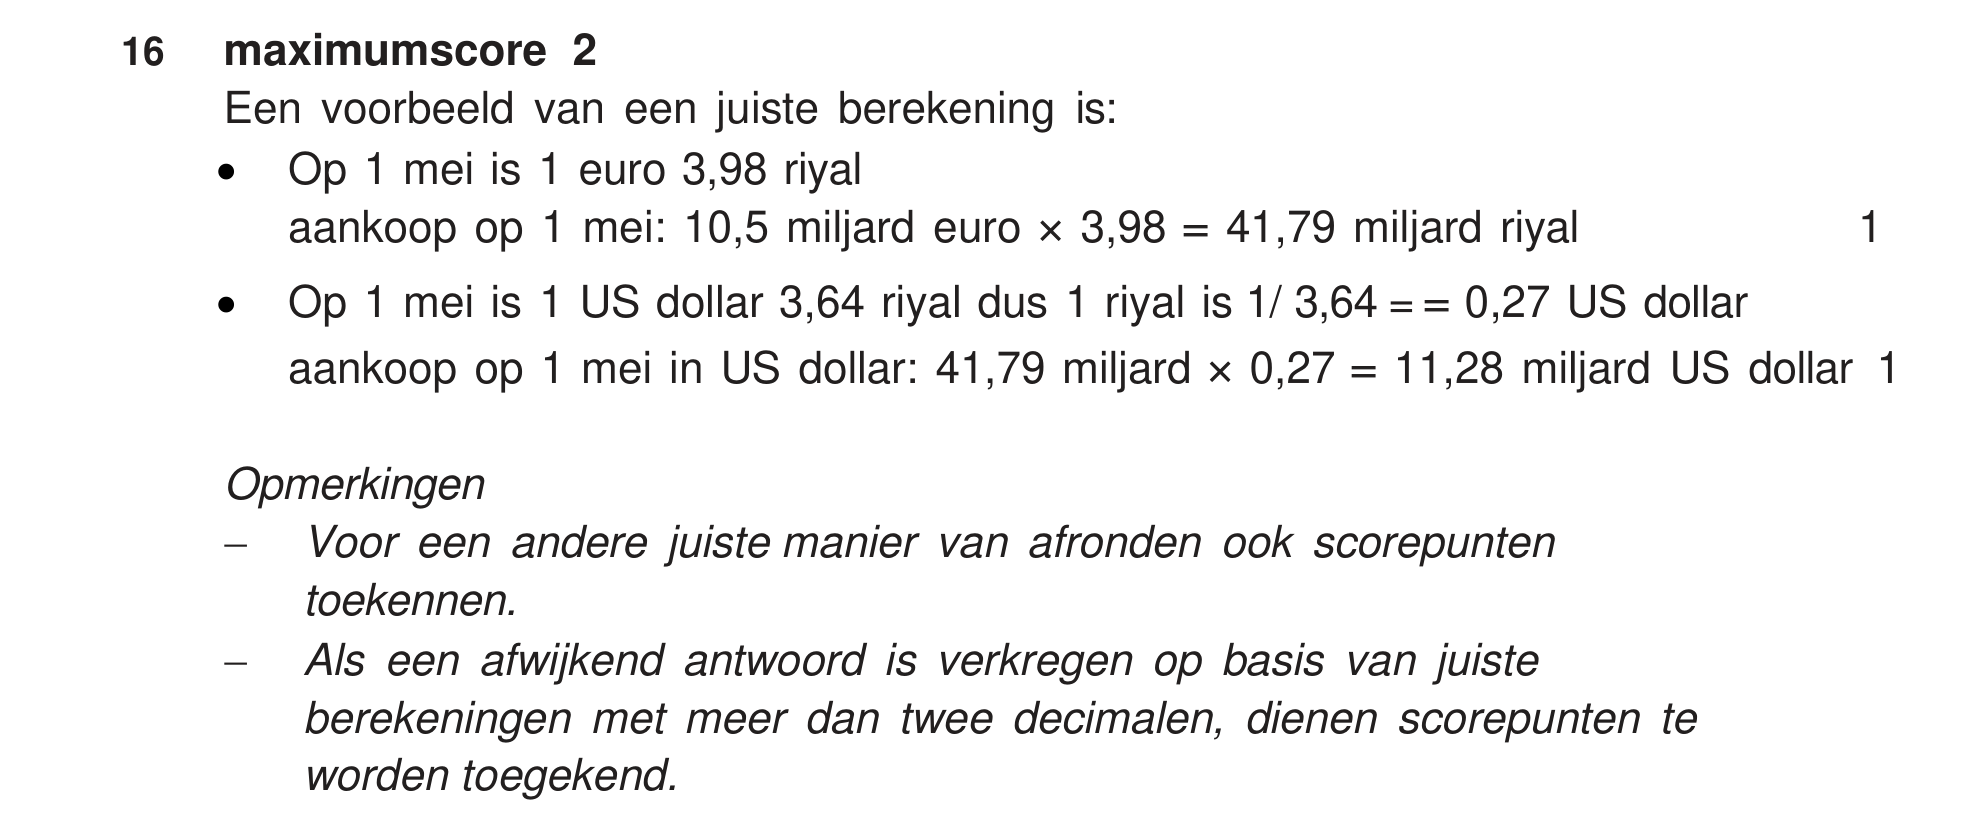 16 maximumscore 2
Een voorbeeld van een juiste berekening is:
• Op 1 mei is 1 euro 3,98 riyal
aankoop op 1 mei: 10,5 miljard euro × 3,98 = 41,79 miljard riyal 1
• Op 1 mei is 1 US dollar 3,64 riyal dus 1 riyal is 1/ 3,64 = = 0,27 US dollar
aankoop op 1 mei in US dollar: 41,79 miljard × 0,27 = 11,28 miljard US dollar 1
Opmerkingen
– Voor een andere juiste manier van afronden ook scorepunten
toekennen.
– Als een afwijkend antwoord is verkregen op basis van juiste
berekeningen met meer dan twee decimalen, dienen scorepunten te
worden toegekend.